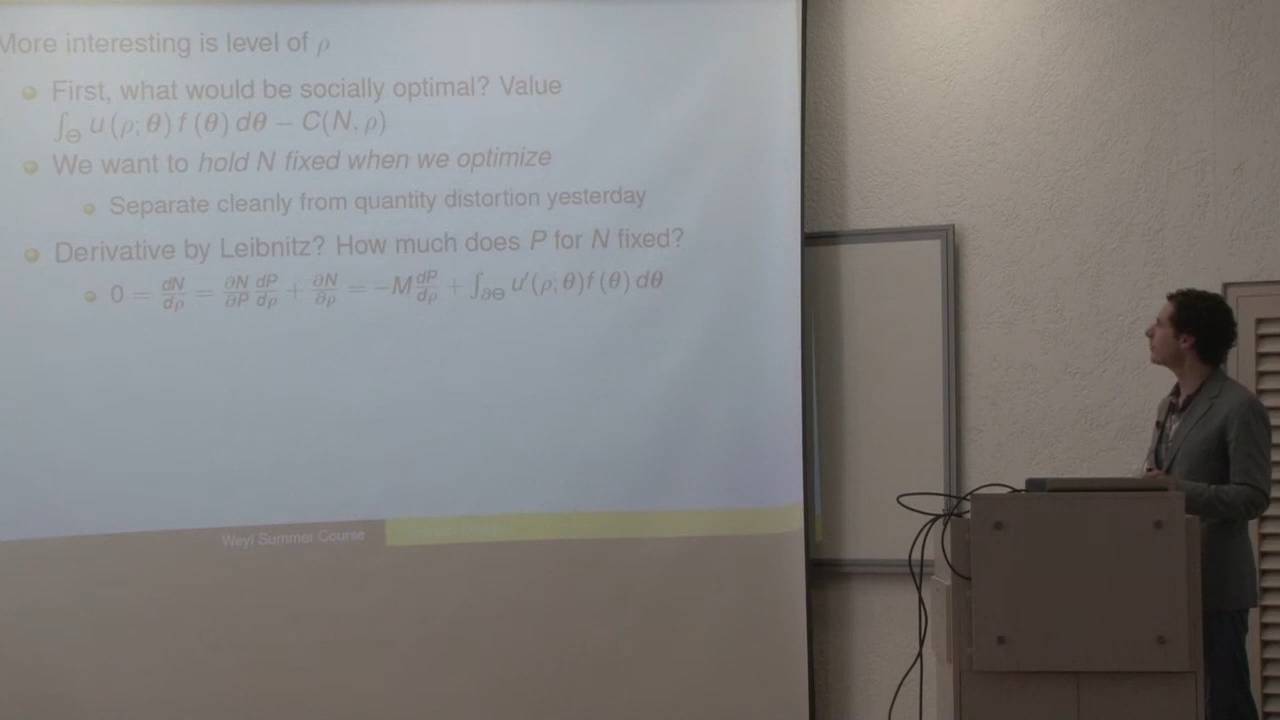 More interesting is level of ρ
First, what would be socially optimal? Value
∫_Θ u (ρ; θ) f (θ) dθ − C(N, ρ)
We want to hold N fixed when we optimize
Separate cleanly from quantity distortion yesterday
Derivative by Leibnitz? How much does P for N fixed?
0 = dN/dρ = ∂N/∂P dP/dρ + ∂N/∂ρ = −M dP/dρ + ∫_∂Θ u′(ρ; θ)f (θ) dθ
Weyl Summer Course